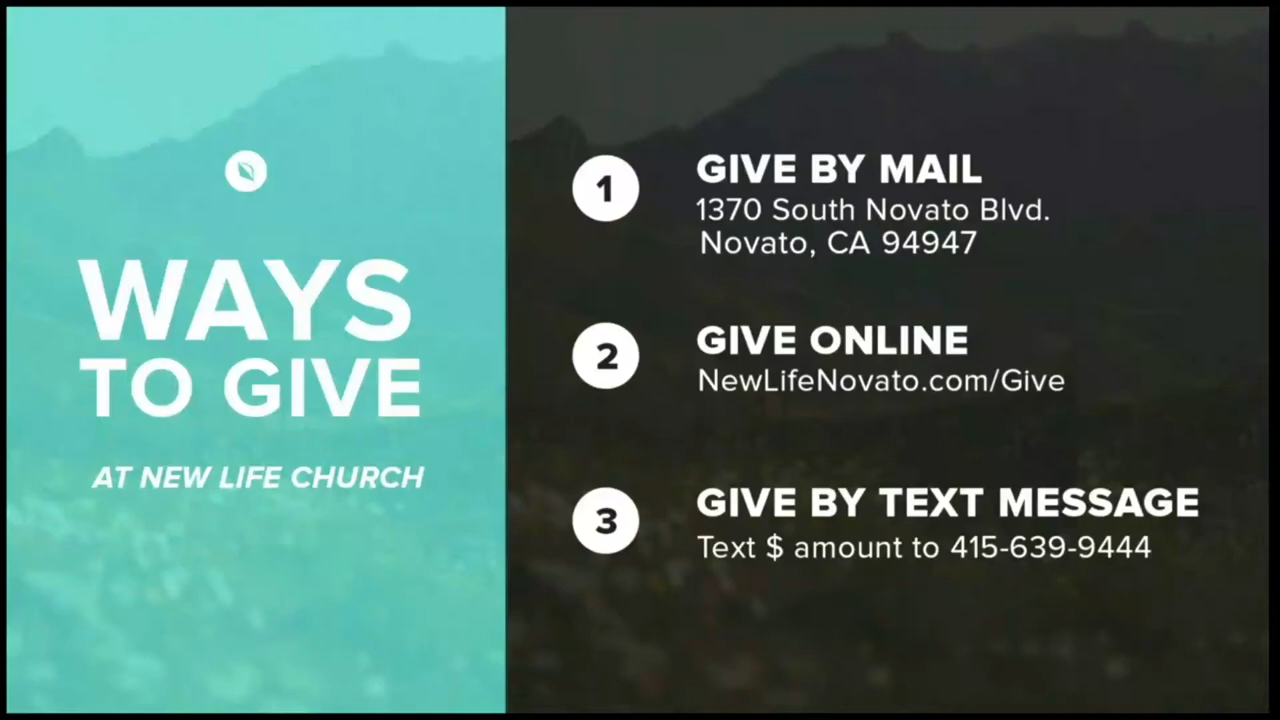 WAYS
TO GIVE
AT NEW LIFE CHURCH
1
GIVE BY MAIL
1370 South Novato Blvd.
Novato, CA 94947
2
GIVE ONLINE
NewLifeNovato.com/Give
3
GIVE BY TEXT MESSAGE
Text $ amount to 415-639-9444